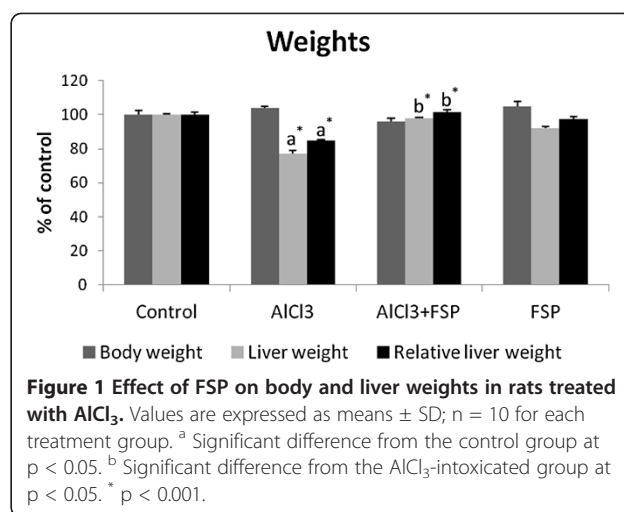 Weights
% of control
120
100
80
60
40
20
0
a* a* b* b*
Control AlCl3 AlCl3+FSP FSP
Body weight Liver weight Relative liver weight
Figure 1 Effect of FSP on body and liver weights in rats treated
with AlCl₃. Values are expressed as means ± SD; n = 10 for each
treatment group. ᵃ Significant difference from the control group at
p < 0.05. ᵇ Significant difference from the AlCl₃-intoxicated group at
p < 0.05. * p < 0.001.